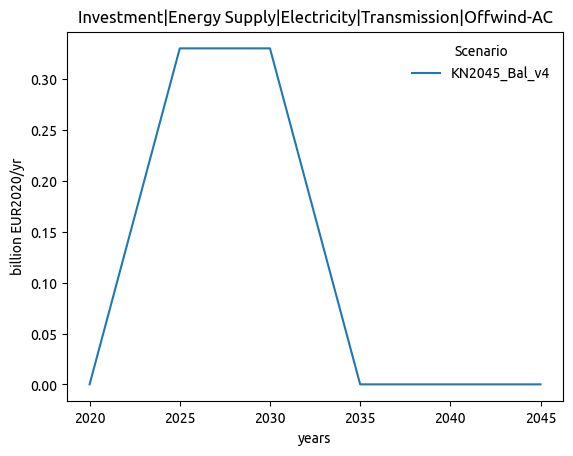 Investment|Energy Supply|Electricity|Transmission|Offwind-AC
Scenario
KN2045_Bal_v4
billion EUR2020/yr
0.30
0.25
0.20
0.15
0.10
0.05
0.00
2020 2025 2030 2035 2040 2045
years